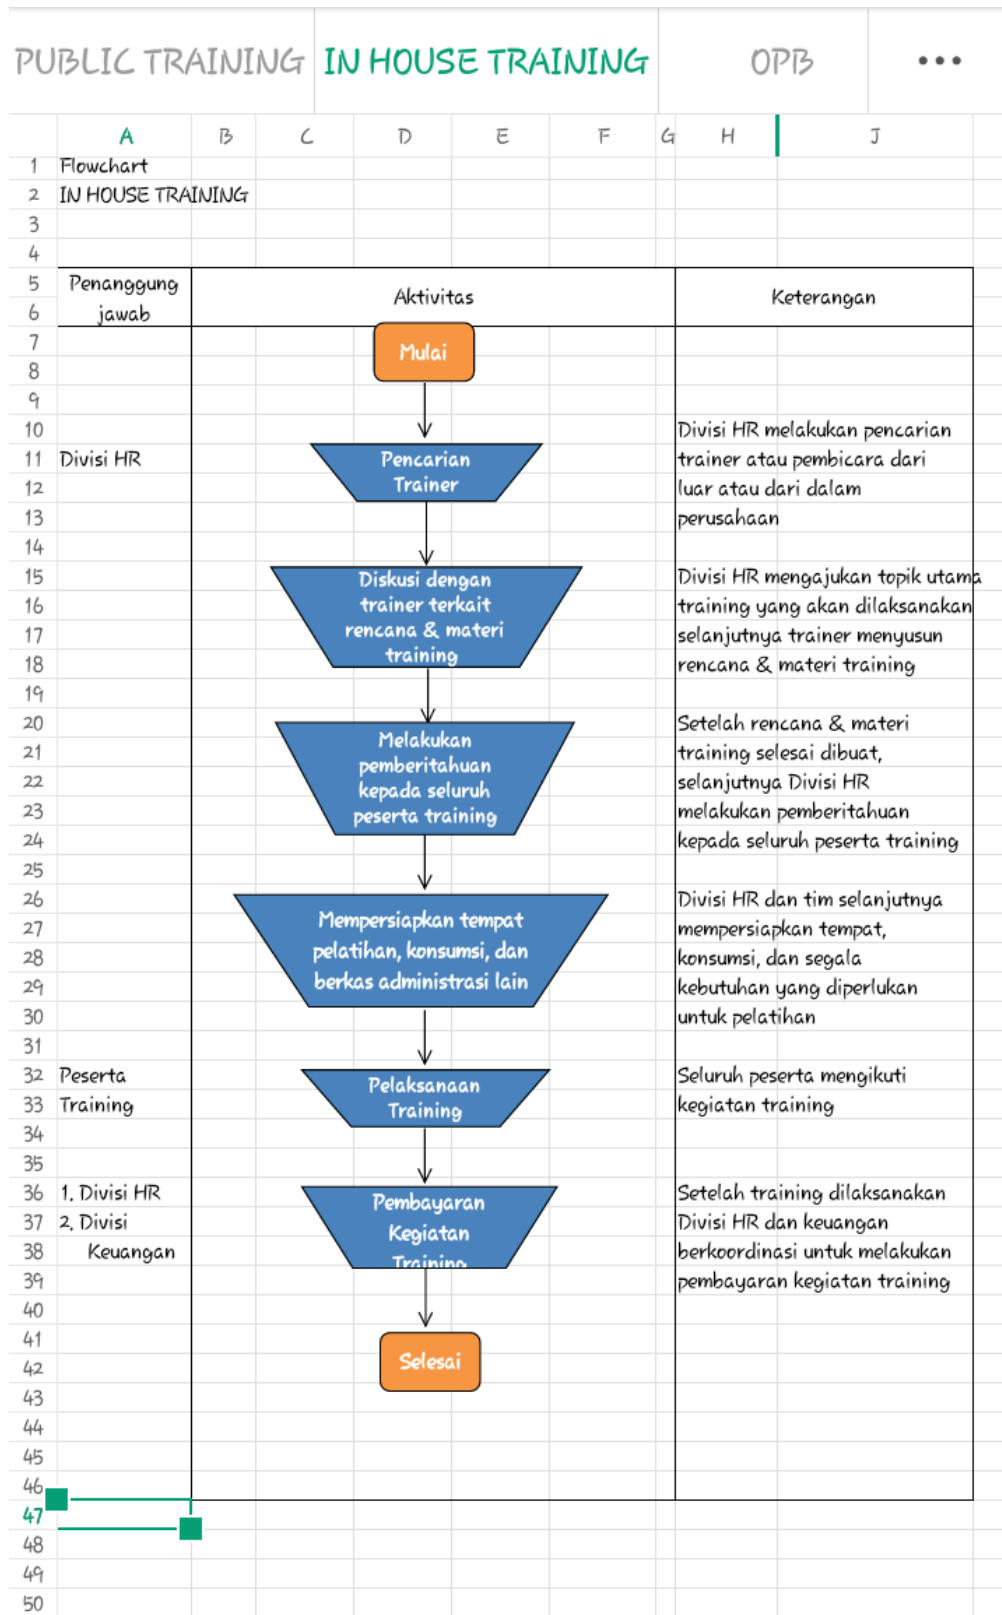 PUBLIC TRAINING IN HOUSE TRAINING OPB •••
A B C D E F G H J
1 Flowchart
2 IN HOUSE TRAINING
3
4
5 Penanggung
6 jawab
Aktivitas
Keterangan
7
8
Mulai
9
10 Divisi HR melakukan pencarian
11 Divisi HR Pencarian trainer atau pembicara dari
12 Trainer luar atau dari dalam
13 perusahaan
14
15 Diskusi dengan Divisi HR mengajukan topik utama
16 trainer terkait training yang akan dilaksanakan
17 rencana & materi selanjutnya trainer menyusun
18 training rencana & materi training
19
20 Melakukan Setelah rencana & materi
21 pemberitahuan training selesai dibuat,
22 kepada seluruh selanjutnya Divisi HR
23 peserta training melakukan pemberitahuan
24 kepada seluruh peserta training
25
26 Divisi HR dan tim selanjutnya
27 Mempersiapkan tempat mempersiapkan tempat,
28 pelatihan, konsumsi, dan konsumsi, dan segala
29 berkas administrasi lain kebutuhan yang diperlukan
30 untuk pelatihan
31
32 Peserta Pelaksanaan Seluruh peserta mengikuti
33 Training Training kegiatan training
34
35
36 1. Divisi HR Pembayaran Setelah training dilaksanakan
37 2. Divisi Kegiatan Divisi HR dan keuangan
38 Keuangan Training berkoordinasi untuk melakukan
39 pembayaran kegiatan training
40
41
42 Selesai
43
44
45
46
47
48
49
50